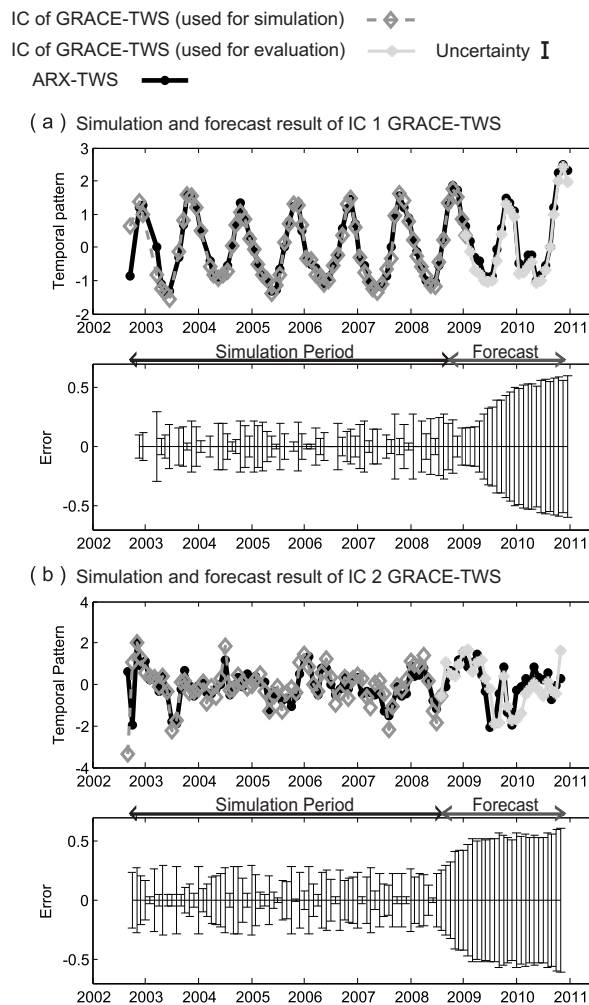 IC of GRACE-TWS (used for simulation)
IC of GRACE-TWS (used for evaluation) Uncertainty
ARX-TWS
( a ) Simulation and forecast result of IC 1 GRACE-TWS
Temporal pattern
3
2
1
0
-1
-2
2002 2003 2004 2005 2006 2007 2008 2009 2010 2011
Simulation Period Forecast
Error
0.5
0
-0.5
2002 2003 2004 2005 2006 2007 2008 2009 2010 2011
( b ) Simulation and forecast result of IC 2 GRACE-TWS
Temporal Pattern
4
2
0
-2
-4
2002 2003 2004 2005 2006 2007 2008 2009 2010 2011
Simulation Period Forecast
Error
0.5
0
-0.5
2002 2003 2004 2005 2006 2007 2008 2009 2010 2011